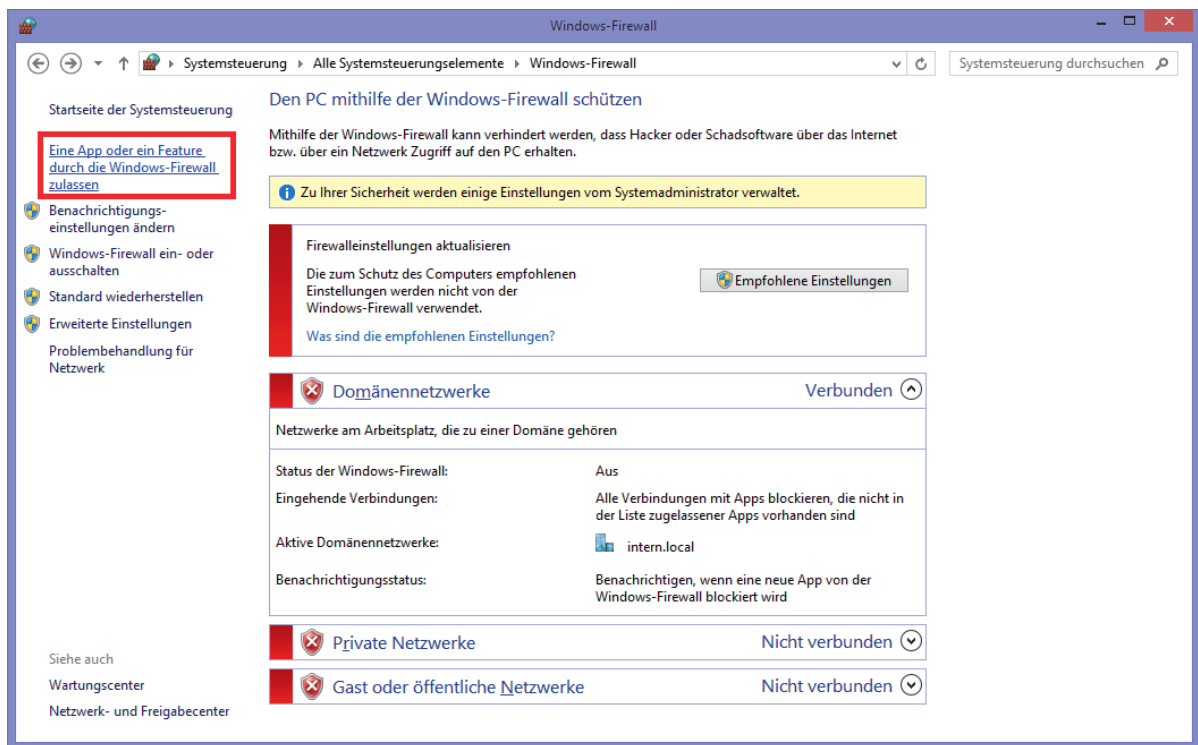 Windows-Firewall
Systemsteuerung
Alle Systemsteuerungselemente
Windows-Firewall
Systemsteuerung durchsuchen
Startseite der Systemsteuerung
Eine App oder ein Feature
durch die Windows-Firewall
zulassen
Benachrichtigungs-
einstellungen ändern
Windows-Firewall ein- oder
ausschalten
Standard wiederherstellen
Erweiterte Einstellungen
Problembehandlung für
Netzwerk
Siehe auch
Wartungscenter
Netzwerk- und Freigabecenter
Den PC mithilfe der Windows-Firewall schützen
Mithilfe der Windows-Firewall kann verhindert werden, dass Hacker oder Schadsoftware über das Internet
bzw. über ein Netzwerk Zugriff auf den PC erhalten.
Zu Ihrer Sicherheit werden einige Einstellungen vom Systemadministrator verwaltet.
Firewalleinstellungen aktualisieren
Die zum Schutz des Computers empfohlenen
Einstellungen werden nicht von der
Windows-Firewall verwendet.
Was sind die empfohlenen Einstellungen?
Empfohlene Einstellungen
Domänennetzwerke Verbunden
Netzwerke am Arbeitsplatz, die zu einer Domäne gehören
Status der Windows-Firewall: Aus
Eingehende Verbindungen: Alle Verbindungen mit Apps blockieren, die nicht in
der Liste zugelassener Apps vorhanden sind
Aktive Domänennetzwerke: intern.local
Benachrichtigungsstatus: Benachrichtigen, wenn eine neue App von der
Windows-Firewall blockiert wird
Private Netzwerke Nicht verbunden
Gast oder öffentliche Netzwerke Nicht verbunden